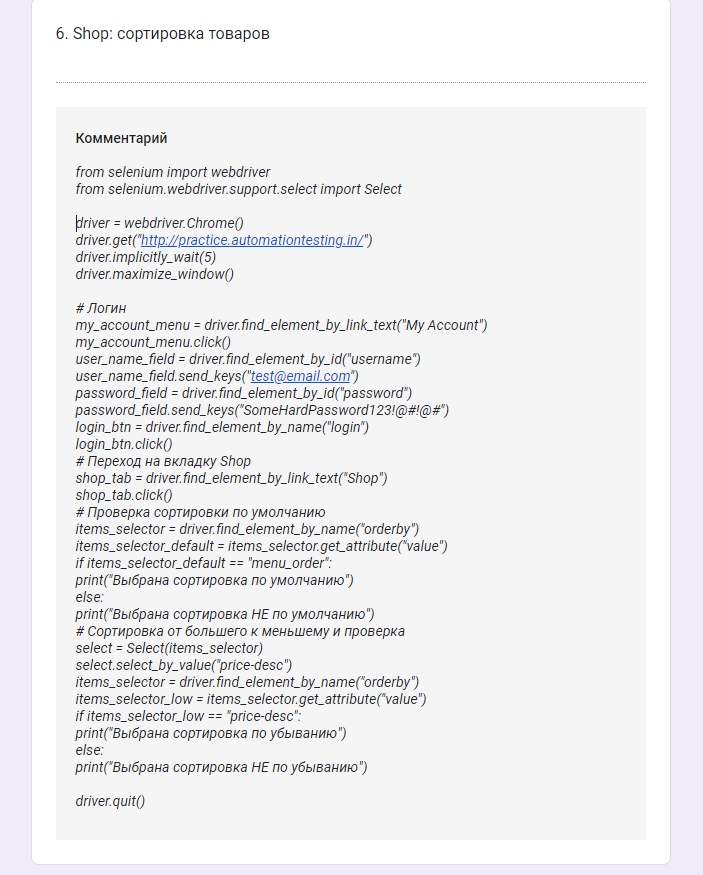 6. Shop: сортировка товаров
Комментарий
from selenium import webdriver
from selenium.webdriver.support.select import Select
driver = webdriver.Chrome()
driver.get("http://practice.automationtesting.in/")
driver.implicitly_wait(5)
driver.maximize_window()
# Логин
my_account_menu = driver.find_element_by_link_text("My Account")
my_account_menu.click()
user_name_field = driver.find_element_by_id("username")
user_name_field.send_keys("test@email.com")
password_field = driver.find_element_by_id("password")
password_field.send_keys("SomeHardPassword123!@#!@#")
login_btn = driver.find_element_by_name("login")
login_btn.click()
# Переход на вкладку Shop
shop_tab = driver.find_element_by_link_text("Shop")
shop_tab.click()
# Проверка сортировки по умолчанию
items_selector = driver.find_element_by_name("orderby")
items_selector_default = items_selector.get_attribute("value")
if items_selector_default == "menu_order":
print("Выбрана сортировка по умолчанию")
else:
print("Выбрана сортировка НЕ по умолчанию")
# Сортировка от большего к меньшему и проверка
select = Select(items_selector)
select.select_by_value("price-desc")
items_selector = driver.find_element_by_name("orderby")
items_selector_low = items_selector.get_attribute("value")
if items_selector_low == "price-desc":
print("Выбрана сортировка по убыванию")
else:
print("Выбрана сортировка НЕ по убыванию")
driver.quit()